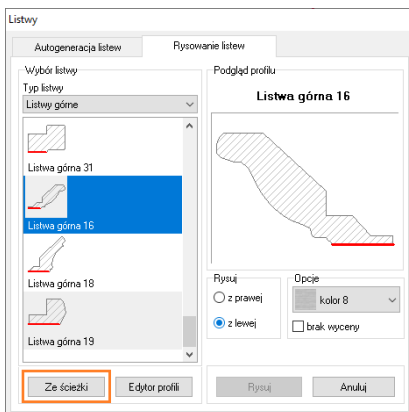 Listwy
Autogeneracja listew
Rysowanie listew
Wybór listwy
Typ listwy
Listwy górne
Listwa górna 31
Listwa górna 16
Listwa górna 18
Listwa górna 19
Ze ścieżki
Edytor profili
Podgląd profilu
Listwa górna 16
Rysuj
z prawej
z lewej
Opcje
kolor 8
brak wyceny
Rysuj
Anuluj